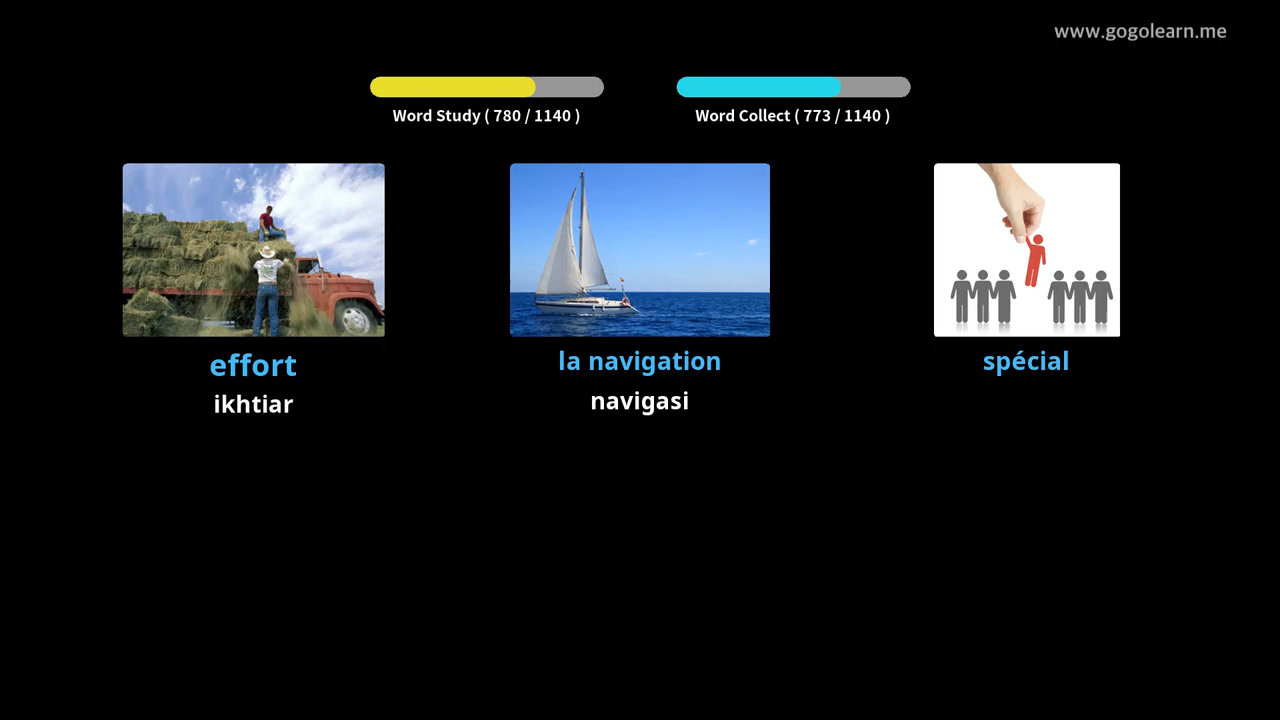 www.gogolearn.me
Word Study ( 780 / 1140 )
Word Collect ( 773 / 1140 )
effort
ikhtiar
la navigation
navigasi
spécial